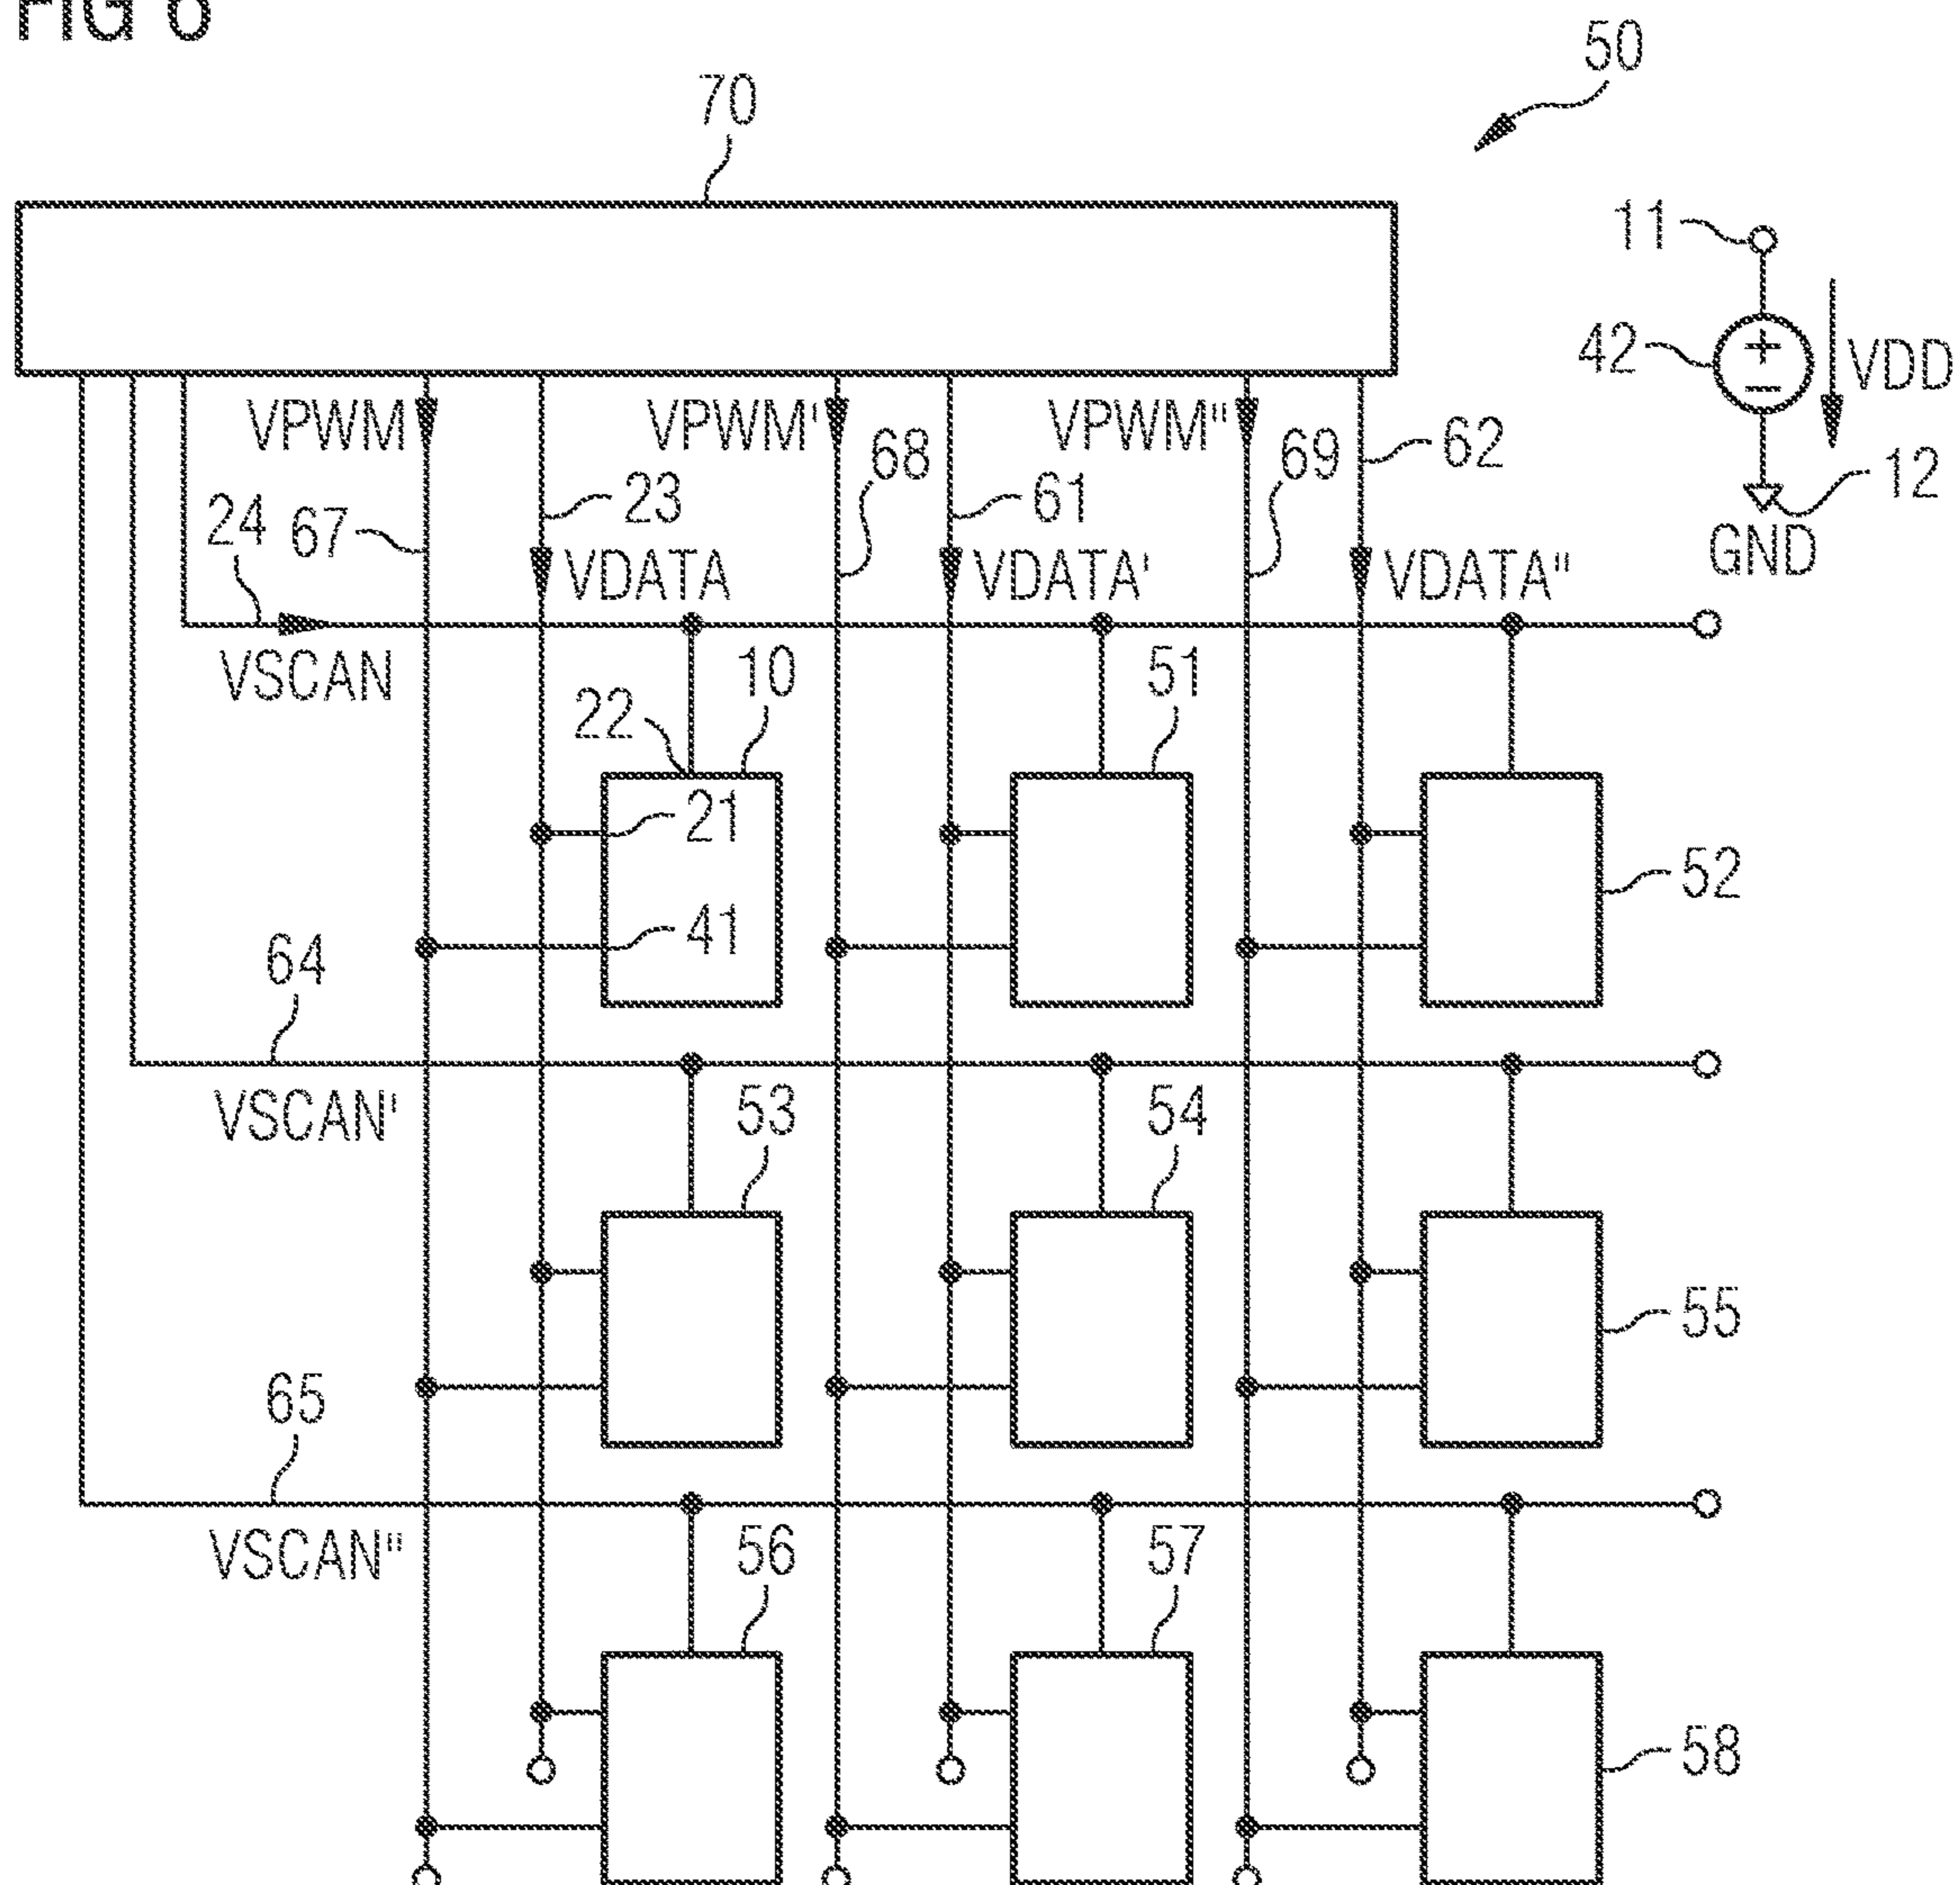 FIG 6
50
70
11
42
VDD
12
GND
VPWM
VPWM'
VPWM"
68
69
62
24
67
23
61
VDATA
VDATA'
VDATA"
VSCAN
22
10
51
21
52
41
64
VSCAN'
53
54
55
65
VSCAN"
56
57
58